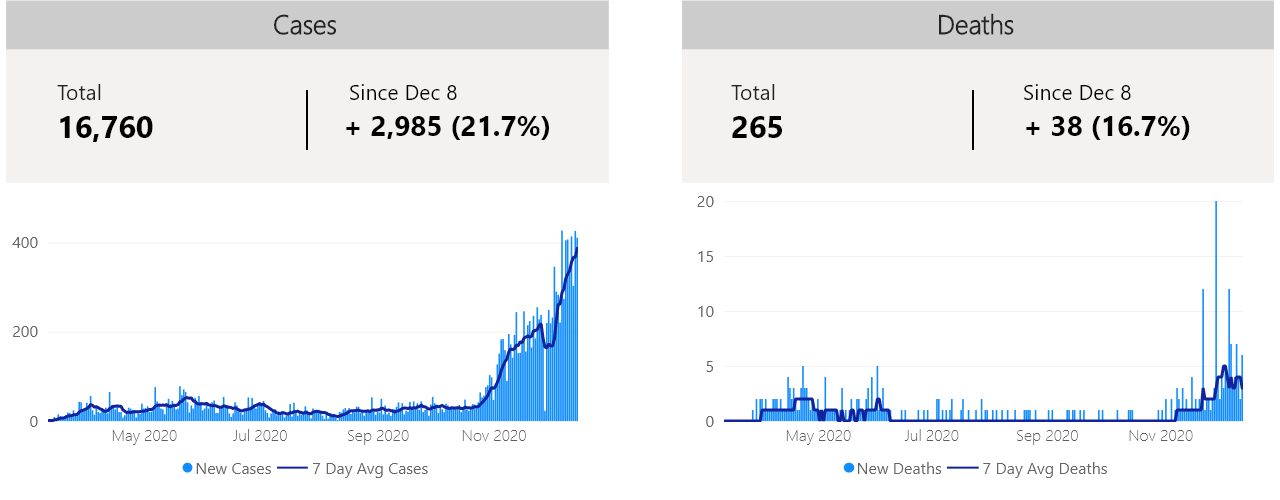 Cases
Total
16,760
Since Dec 8
+ 2,985 (21.7%)
400
200
0
May 2020 Jul 2020 Sep 2020 Nov 2020
New Cases 7 Day Avg Cases
Deaths
Total
265
Since Dec 8
+ 38 (16.7%)
20
15
10
5
0
May 2020 Jul 2020 Sep 2020 Nov 2020
New Deaths 7 Day Avg Deaths